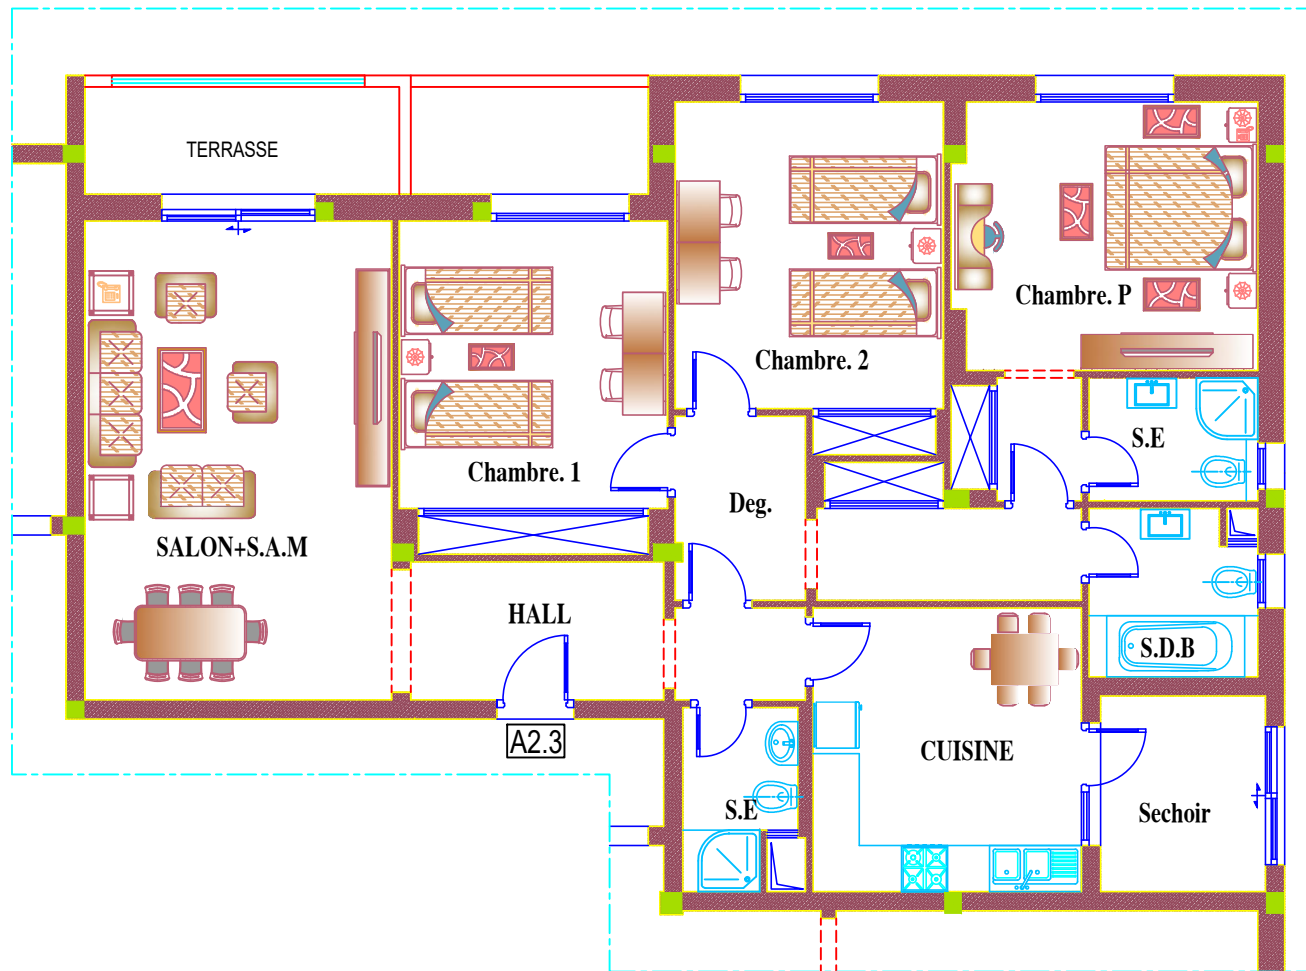 TERRASSE
Chambre. P
Chambre. 2
S.E
Chambre. 1
Deg.
SALON+S.A.M
HALL
S.D.B
A2.3
CUISINE
S.E
Sechoir